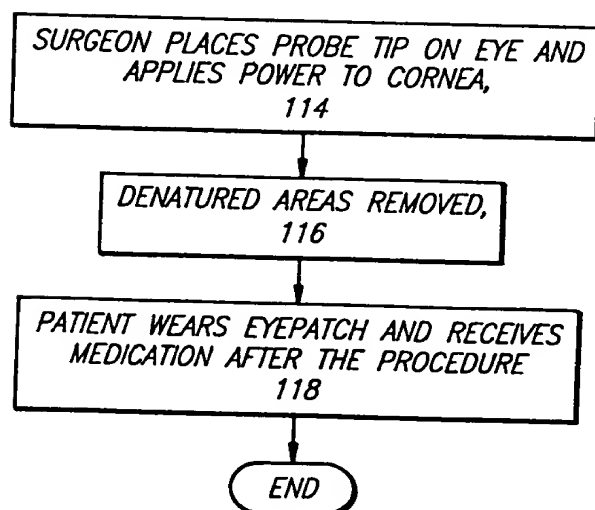 SURGEON PLACES PROBE TIP ON EYE AND
APPLIES POWER TO CORNEA,
114
DENATURED AREAS REMOVED,
116
PATIENT WEARS EYEPATCH AND RECEIVES
MEDICATION AFTER THE PROCEDURE
118
END